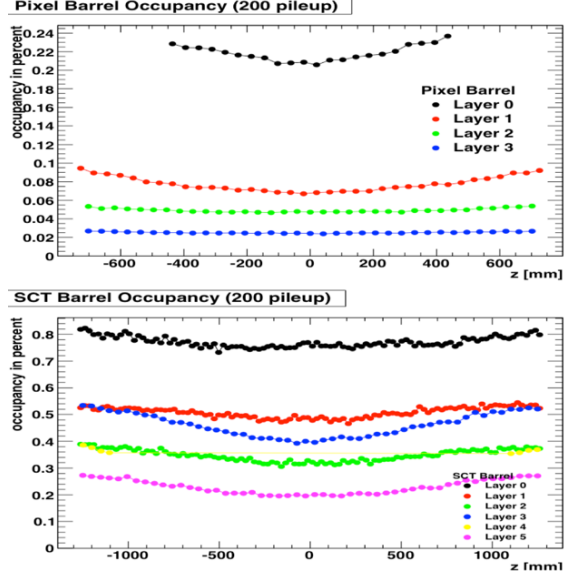 Pixel Barrel Occupancy (200 pileup)
occupancy in percent
0.24
0.22
0.2
0.18
0.16
0.14
0.12
0.1
0.08
0.06
0.04
0.02
0
Pixel Barrel
Layer 0
Layer 1
Layer 2
Layer 3
-600 -400 -200 0 200 400 600
z [mm]
SCT Barrel Occupancy (200 pileup)
occupancy in percent
0.8
0.7
0.6
0.5
0.4
0.3
0.2
0.1
0
SCT Barrel
Layer 0
Layer 1
Layer 2
Layer 3
Layer 4
Layer 5
-1000 -500 0 500 1000
z [mm]